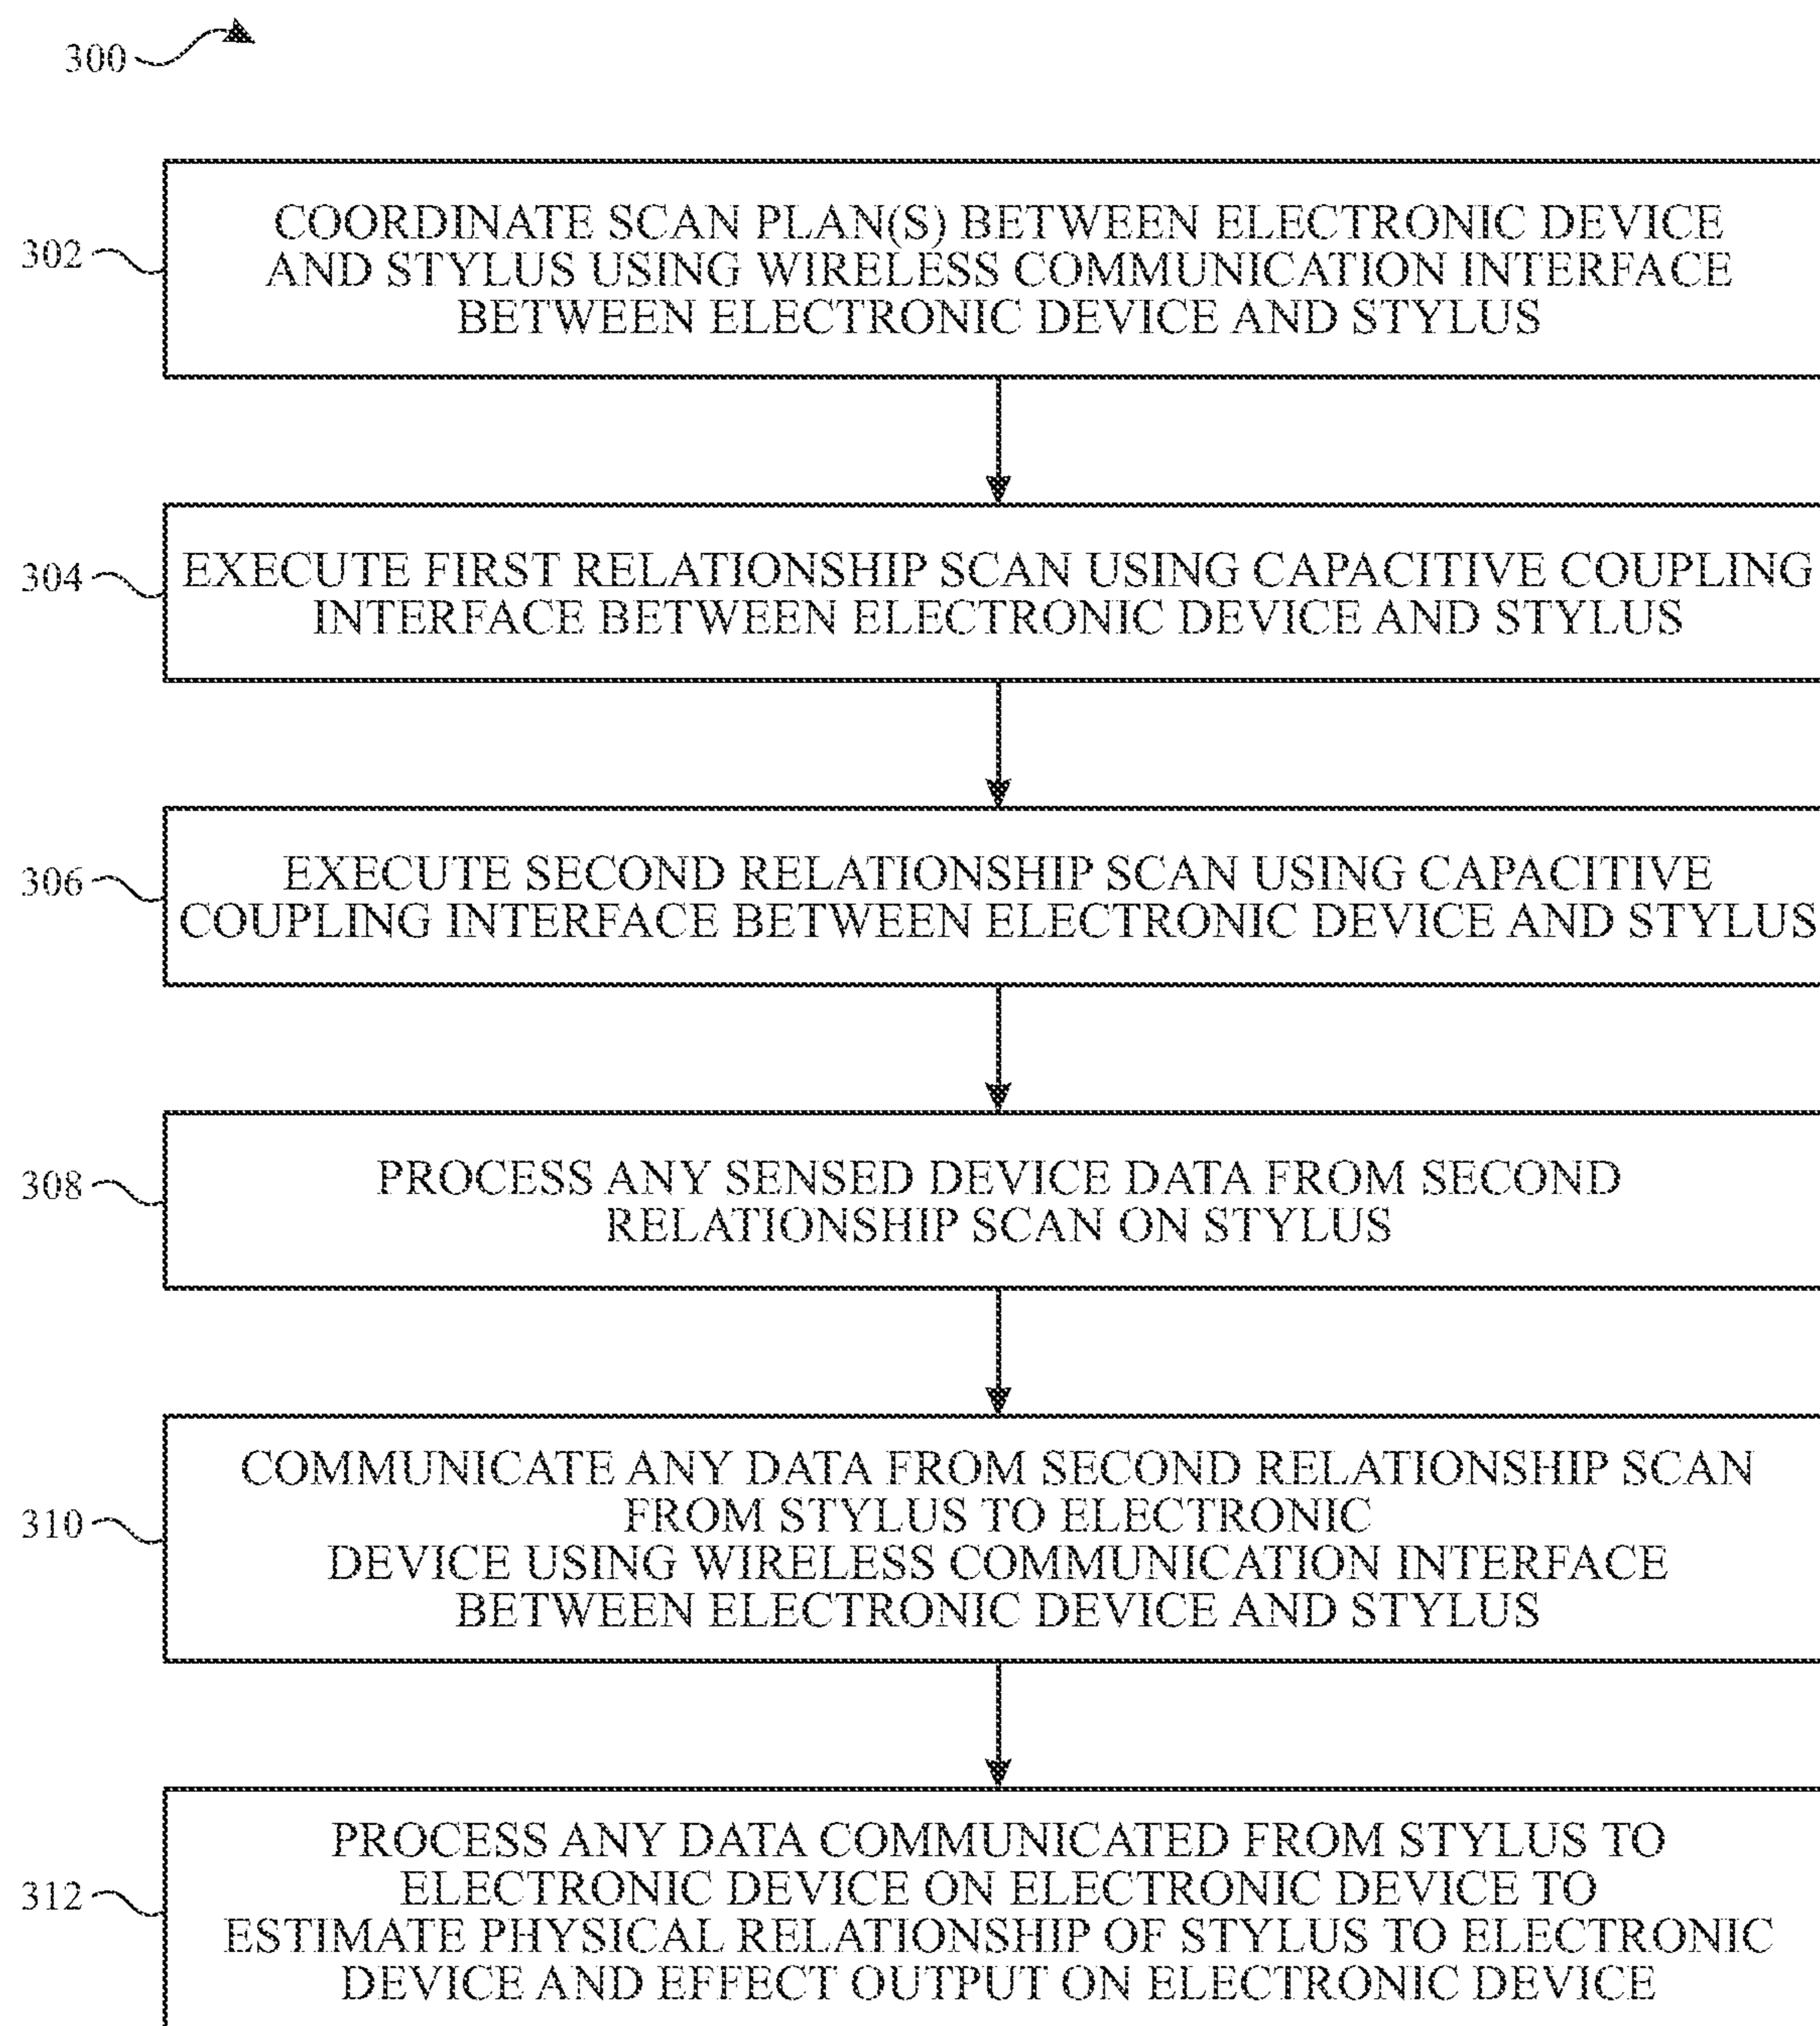 300
302
COORDINATE SCAN PLAN(S) BETWEEN ELECTRONIC DEVICE
AND STYLUS USING WIRELESS COMMUNICATION INTERFACE
BETWEEN ELECTRONIC DEVICE AND STYLUS
304
EXECUTE FIRST RELATIONSHIP SCAN USING CAPACITIVE COUPLING
INTERFACE BETWEEN ELECTRONIC DEVICE AND STYLUS
306
EXECUTE SECOND RELATIONSHIP SCAN USING CAPACITIVE
COUPLING INTERFACE BETWEEN ELECTRONIC DEVICE AND STYLUS
308
PROCESS ANY SENSED DEVICE DATA FROM SECOND
RELATIONSHIP SCAN ON STYLUS
310
COMMUNICATE ANY DATA FROM SECOND RELATIONSHIP SCAN
FROM STYLUS TO ELECTRONIC
DEVICE USING WIRELESS COMMUNICATION INTERFACE
BETWEEN ELECTRONIC DEVICE AND STYLUS
312
PROCESS ANY DATA COMMUNICATED FROM STYLUS TO
ELECTRONIC DEVICE ON ELECTRONIC DEVICE TO
ESTIMATE PHYSICAL RELATIONSHIP OF STYLUS TO ELECTRONIC
DEVICE AND EFFECT OUTPUT ON ELECTRONIC DEVICE